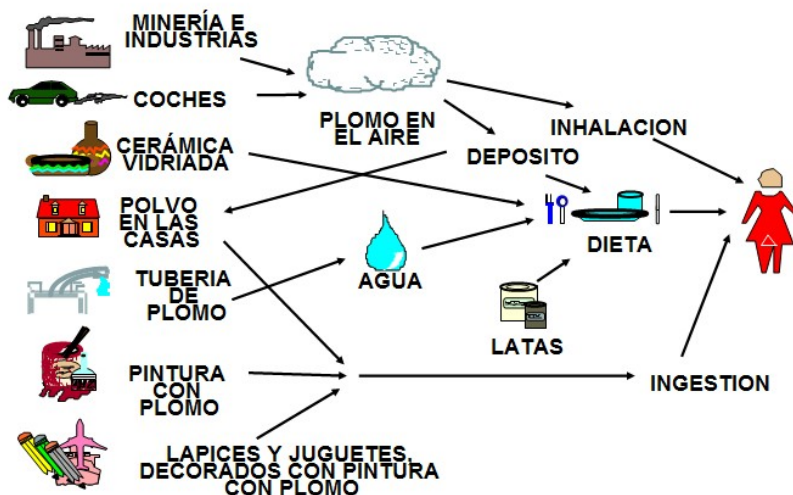 MINERÍA E
INDUSTRIAS
COCHES
PLOMO EN
EL AIRE
INHALACION
CERÁMICA
VIDRIADA
DEPOSITO
POLVO
EN LAS
CASAS
DIETA
TUBERIA
DE
PLOMO
AGUA
LATAS
PINTURA
CON
PLOMO
INGESTION
LAPICES Y JUGUETES,
DECORADOS CON PINTURA
CON PLOMO